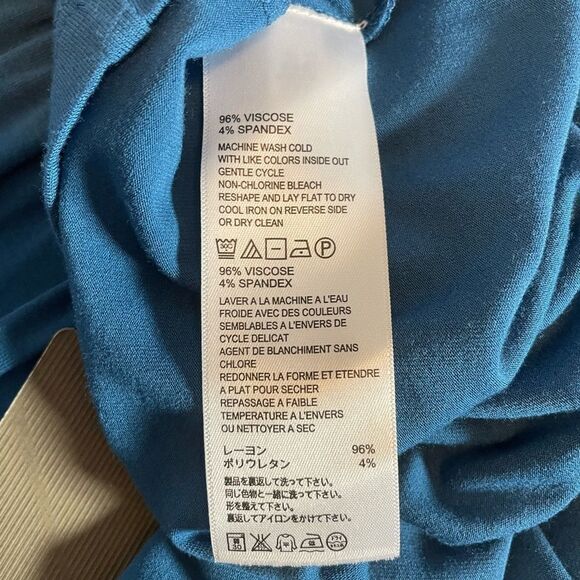 96% VISCOSE
4% SPANDEX
MACHINE WASH COLD
WITH LIKE COLORS INSIDE OUT
GENTLE CYCLE
NON-CHLORINE BLEACH
RESHAPE AND LAY FLAT TO DRY
COOL IRON ON REVERSE SIDE
OR DRY CLEAN
30C P
96% VISCOSE
4% SPANDEX
LAVER A LA MACHINE A L'EAU
FROIDE AVEC DES COULEURS
SEMBLABLES A L'ENVERS DE
CYCLE DELICAT
AGENT DE BLANCHIMENT SANS
CHLORE
REDONNER LA FORME ET ETENDRE
A PLAT POUR SECHER
REPASSAGE A FAIBLE
TEMPERATURE A L'ENVERS
OU NETTOYER A SEC
レーヨン 96%
ポリウレタン 4%
製品を裏返して洗って下さい。
同じ色物と一緒に洗って下さい。
形を整えて干して下さい。
裏返してアイロンをかけて下さい。